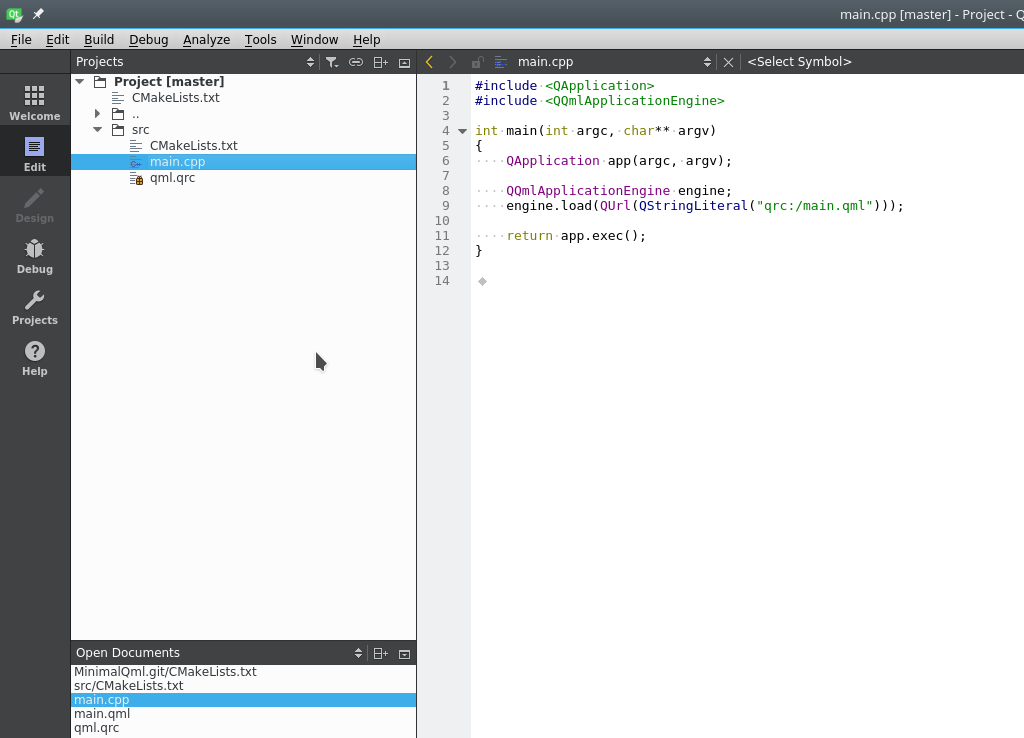 Qt
main.cpp [master] - Project - Q
File Edit Build Debug Analyze Tools Window Help
Projects
main.cpp
<Select Symbol>
Welcome
Edit
Design
Debug
Projects
Help
Project [master]
CMakeLists.txt
..
src
CMakeLists.txt
main.cpp
qml.qrc
1 #include <QApplication>
2 #include <QQmlApplicationEngine>
3
4 int main(int argc, char** argv)
5 {
6 ····QApplication app(argc, argv);
7
8 ····QQmlApplicationEngine engine;
9 ····engine.load(QUrl(QStringLiteral("qrc:/main.qml")));
10
11 ····return app.exec();
12 }
13
14
Open Documents
MinimalQml.git/CMakeLists.txt
src/CMakeLists.txt
main.cpp
main.qml
qml.qrc